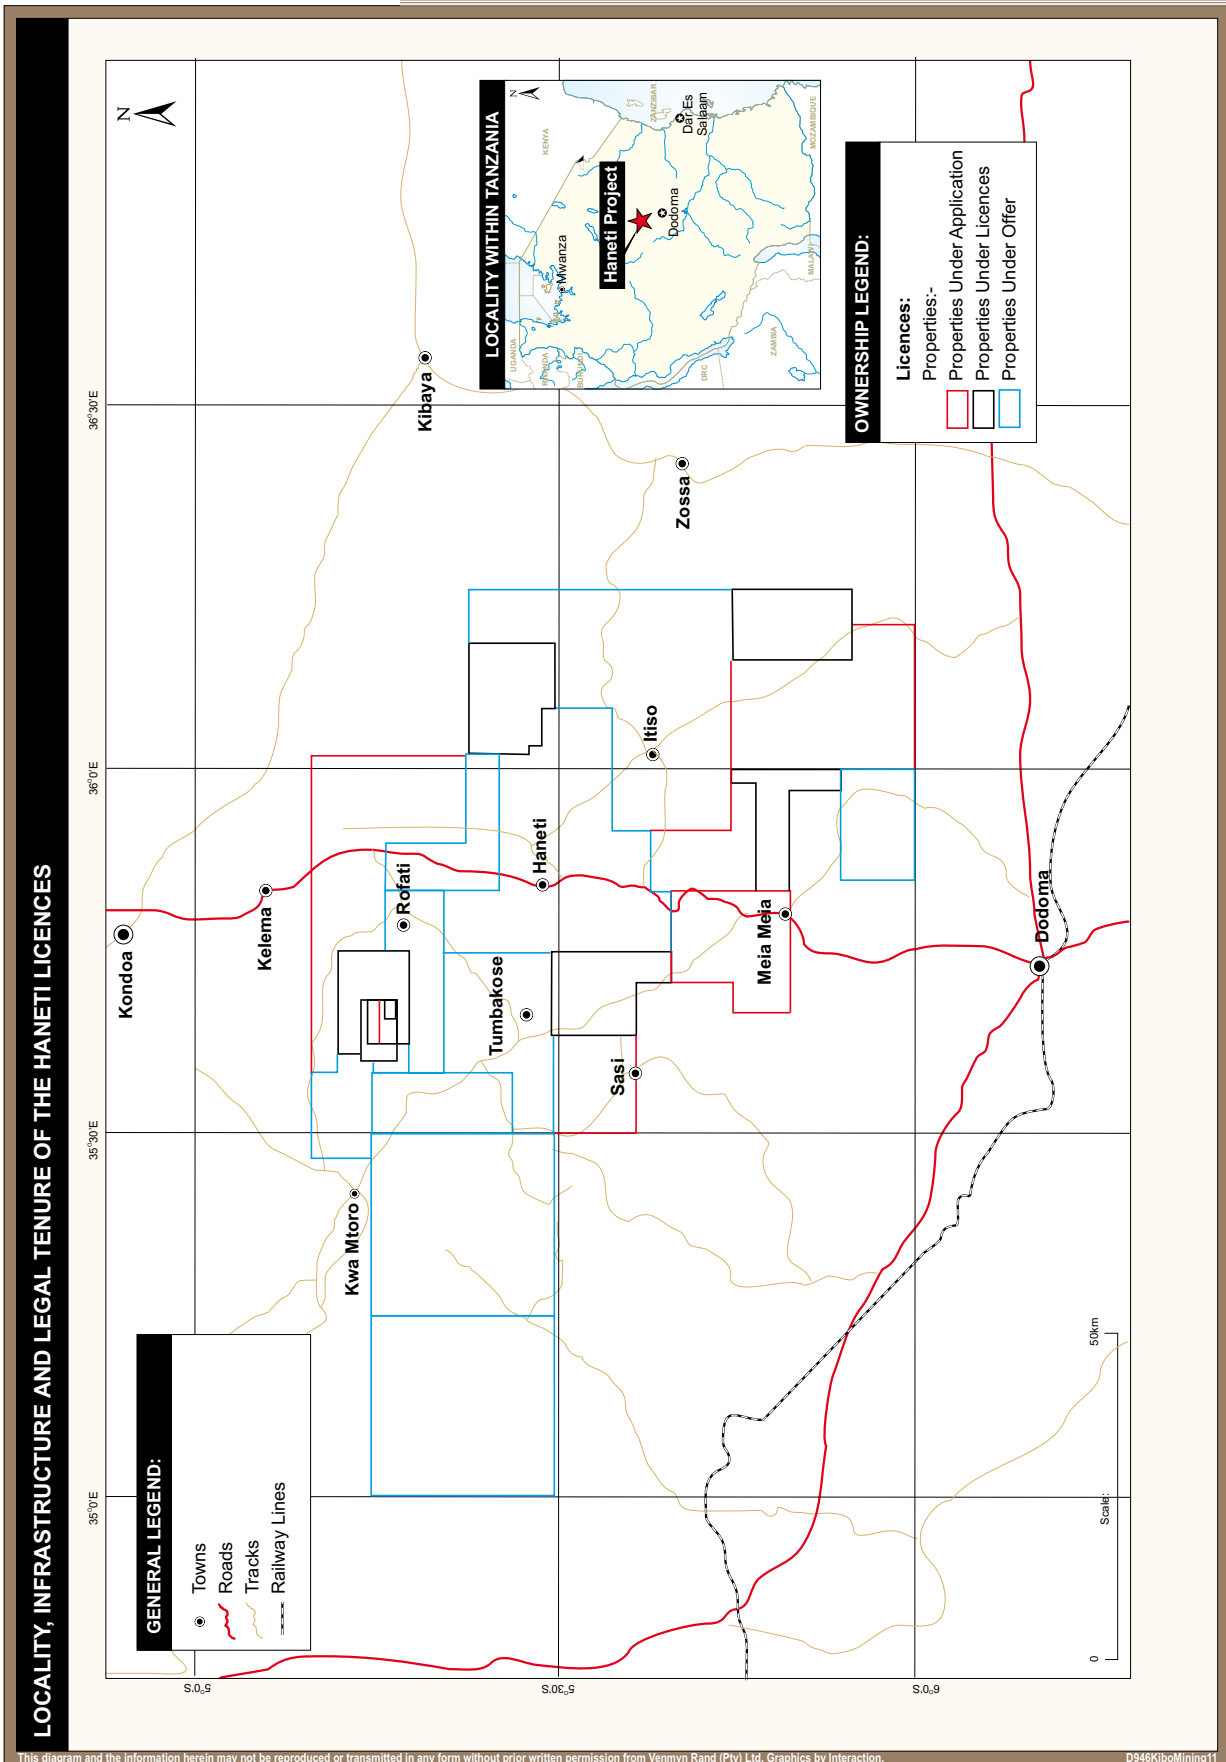 LOCALITY, INFRASTRUCTURE AND LEGAL TENURE OF THE HANETI LICENCES
GENERAL LEGEND:
Towns
Roads
Tracks
Railway Lines
35°0'E
35°30'E
36°0'E
36°30'E
5°0'S
5°30'S
6°0'S
N
Kondoa
Kelema
Rofati
Haneti
Tumbakose
Kwa Mtoro
Sasi
Meia Meia
Itiso
Kibaya
Zossa
Dodoma
LOCALITY WITHIN TANZANIA
N
UGANDA
RWANDA
BURUNDI
DRC
ZAMBIA
MALAWI
MOZAMBIQUE
KENYA
ZANZIBAR
Mwanza
Haneti Project
Dodoma
Dar Es
Salaam
OWNERSHIP LEGEND:
Licences:
Properties:-
Properties Under Application
Properties Under Licences
Properties Under Offer
Scale:
0
50km
This diagram and the information herein may not be reproduced or transmitted in any form without prior written permission from Venmyn Rand (Pty) Ltd. Graphics by Interaction.
D946KiboMining11